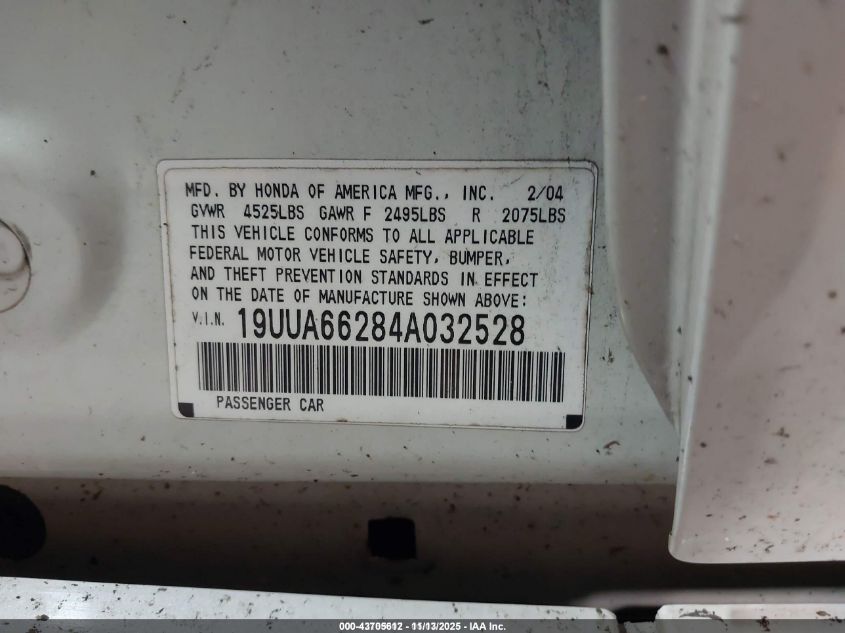 MFD. BY HONDA OF AMERICA MFG., INC. 2/04
GVWR 4525LBS GAWR F 2495LBS R 2075LBS
THIS VEHICLE CONFORMS TO ALL APPLICABLE
FEDERAL MOTOR VEHICLE SAFETY, BUMPER,
AND THEFT PREVENTION STANDARDS IN EFFECT
ON THE DATE OF MANUFACTURE SHOWN ABOVE:
V.I.N. 19UUA66284A032528
PASSENGER CAR
000-43705612 - 11/13/2025 - IAA Inc.